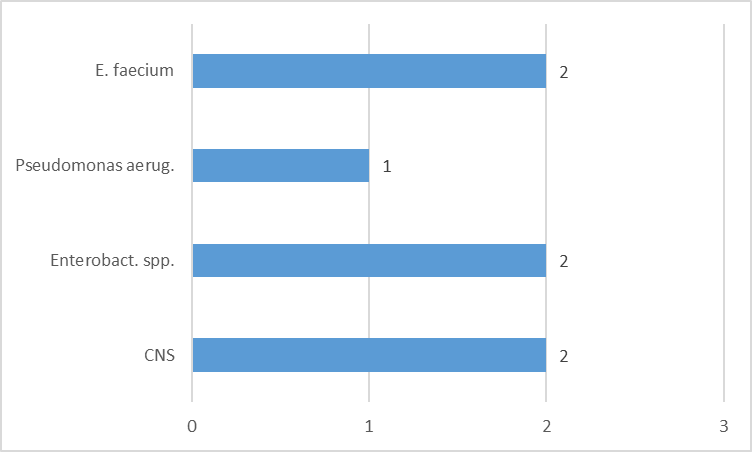 E. faecium 2
Pseudomonas aerug. 1
Enterobact. spp. 2
CNS 2
0 1 2 3